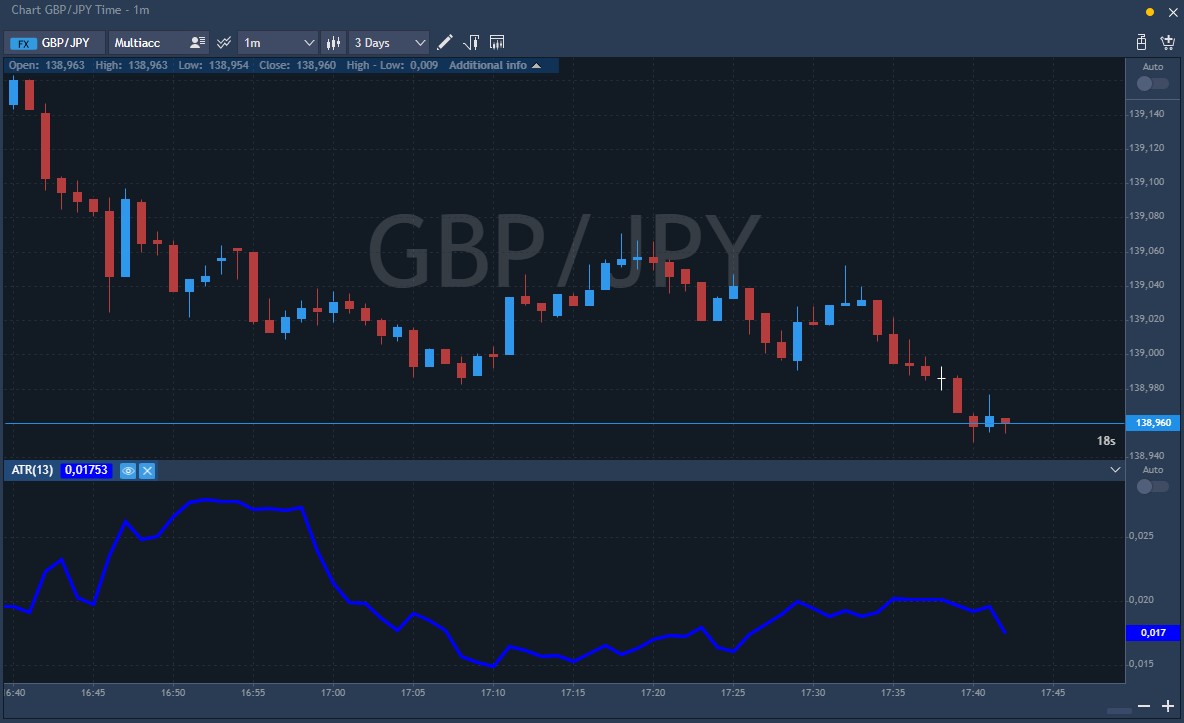 Chart GBP/JPY Time - 1m
FX GBP/JPY Multiacc 1m 3 Days
Open: 138,963 High: 138,963 Low: 138,954 Close: 138,960 High - Low: 0,009 Additional info
Auto
GBP/JPY
139,140
139,120
139,100
139,080
139,060
139,040
139,020
139,000
138,980
138,960
18s
138,940
ATR(13) 0,01753
Auto
0,025
0,020
0,017
0,015
6:40 16:45 16:50 16:55 17:00 17:05 17:10 17:15 17:20 17:25 17:30 17:35 17:40 17:45